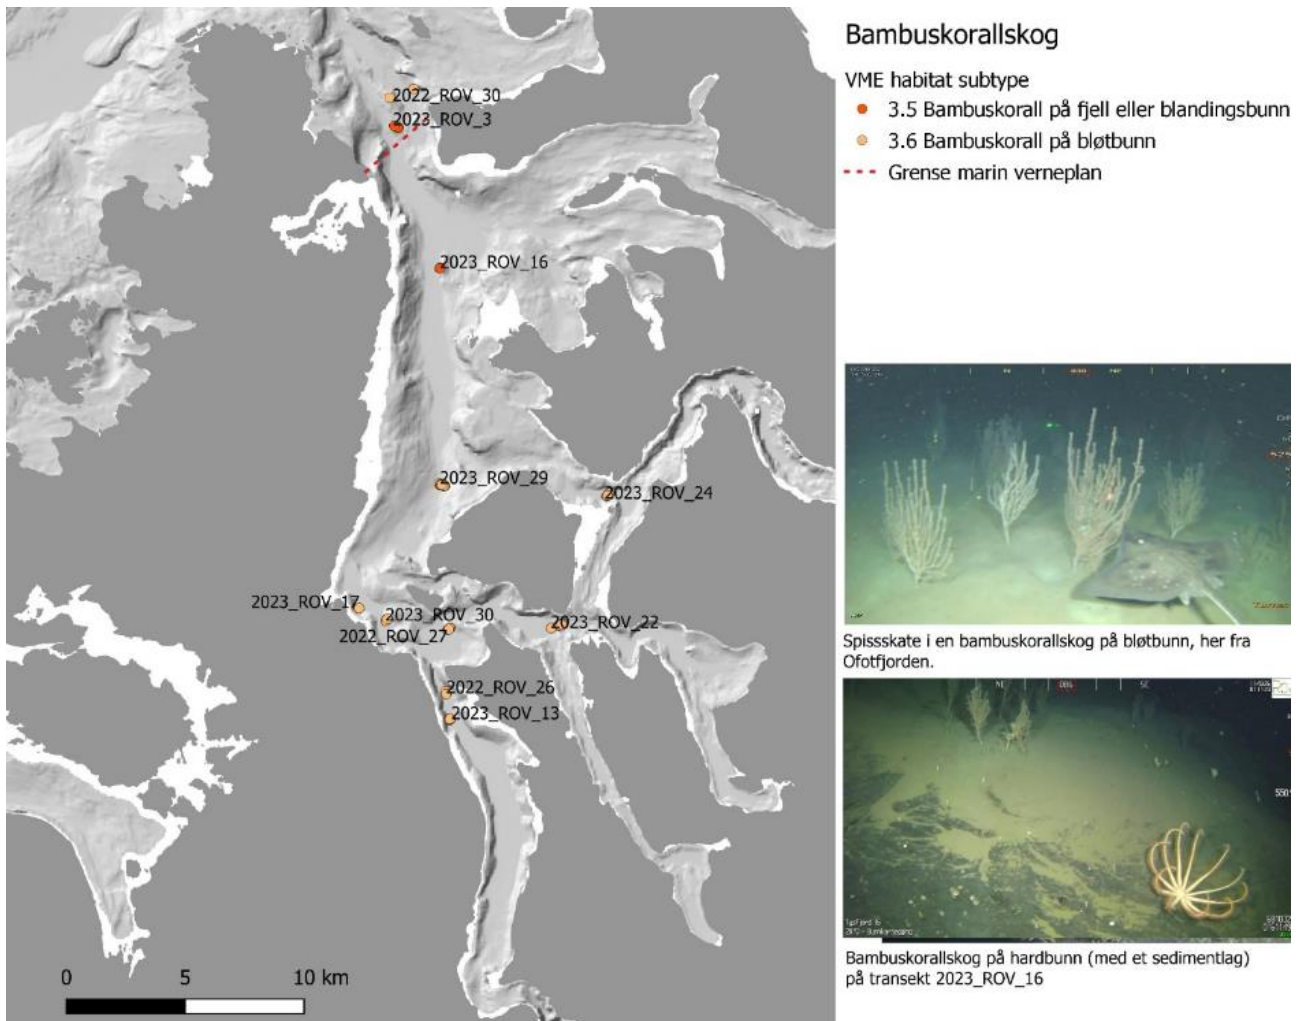 Bambuskorallskog
VME habitat subtype
3.5 Bambuskorall på fjell eller blandingsbunn
3.6 Bambuskorall på bløtbunn
Grense marin verneplan
2022_ROV_30
2023_ROV_3
2023_ROV_16
2023_ROV_29
2023_ROV_24
2023_ROV_17
2023_ROV_30
2022_ROV_27
2023_ROV_22
2022_ROV_26
2023_ROV_13
0 5 10 km
Spissskate i en bambuskorallskog på bløtbunn, her fra
Ofotfjorden.
Bambuskorallskog på hardbunn (med et sedimentlag)
på transekt 2023_ROV_16